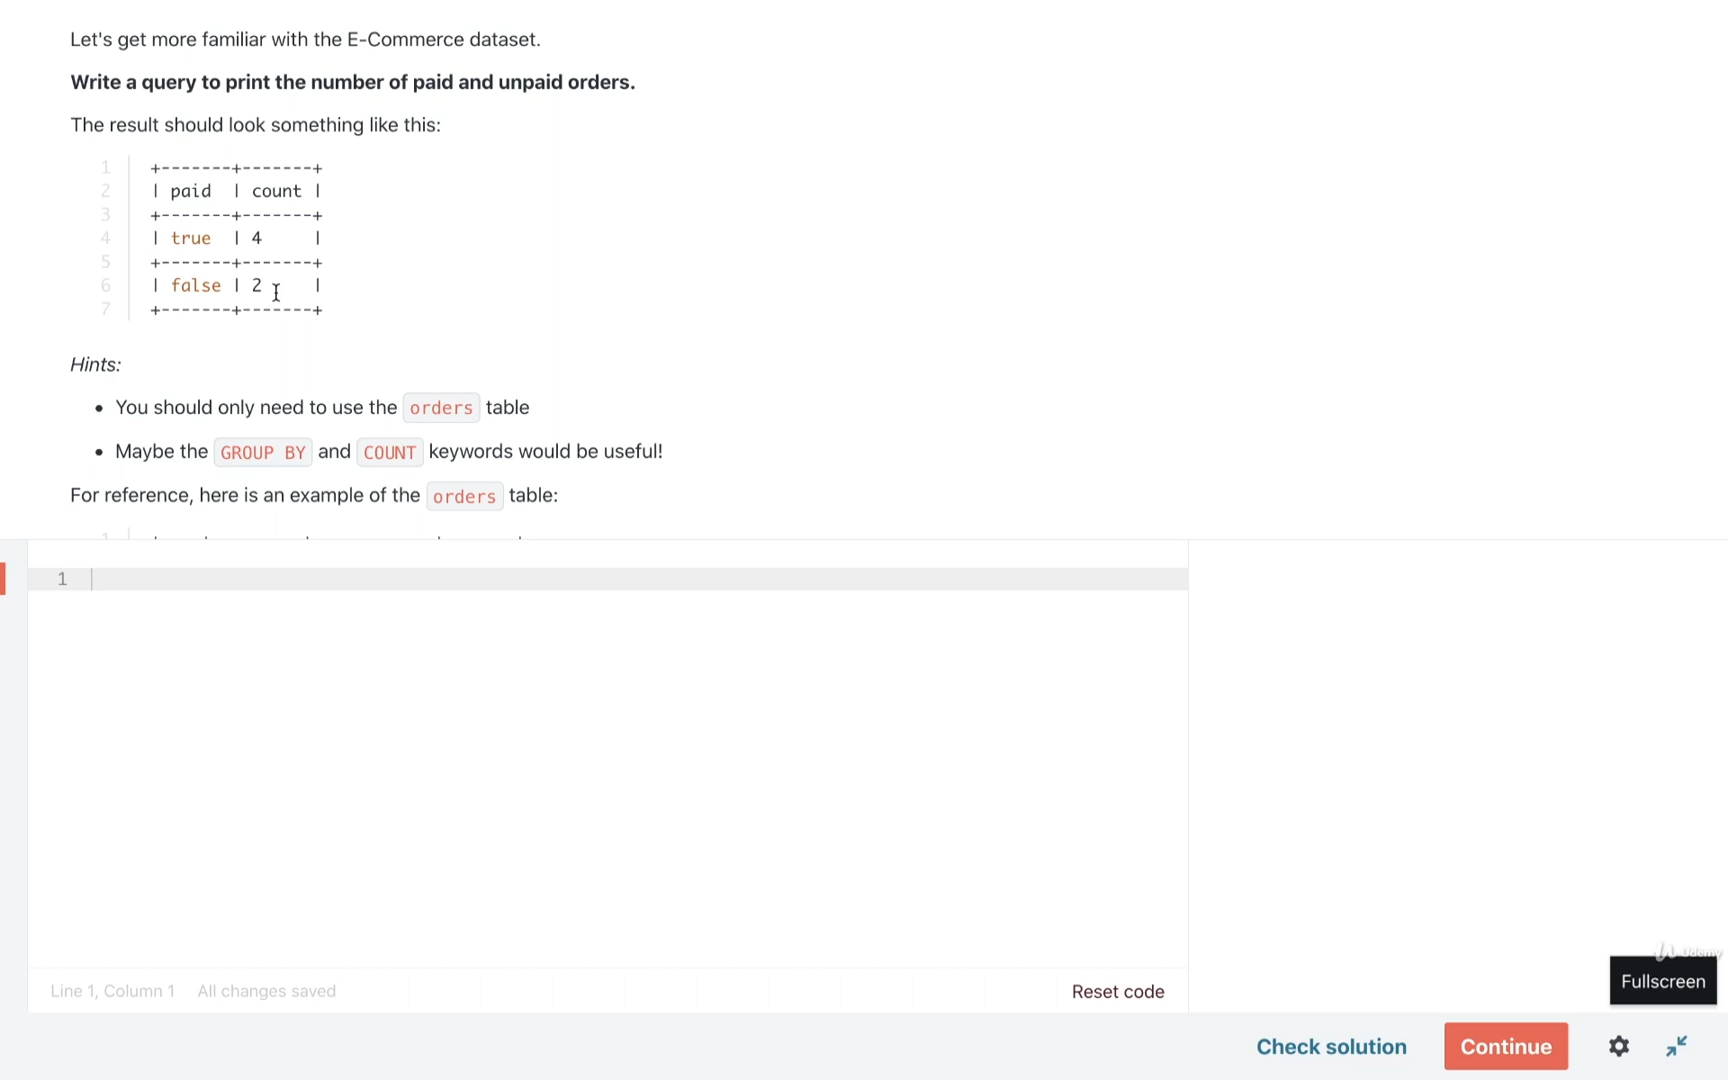 Let's get more familiar with the E-Commerce dataset.
Write a query to print the number of paid and unpaid orders.
The result should look something like this:
1 +-------+-------+
2 | paid  | count |
3 +-------+-------+
4 | true  | 4     |
5 +-------+-------+
6 | false | 2     |
7 +-------+-------+
Hints:
• You should only need to use the orders table
• Maybe the GROUP BY and COUNT keywords would be useful!
For reference, here is an example of the orders table:
1
1
Udemy
Fullscreen
Line 1, Column 1 All changes saved Reset code
Check solution Continue